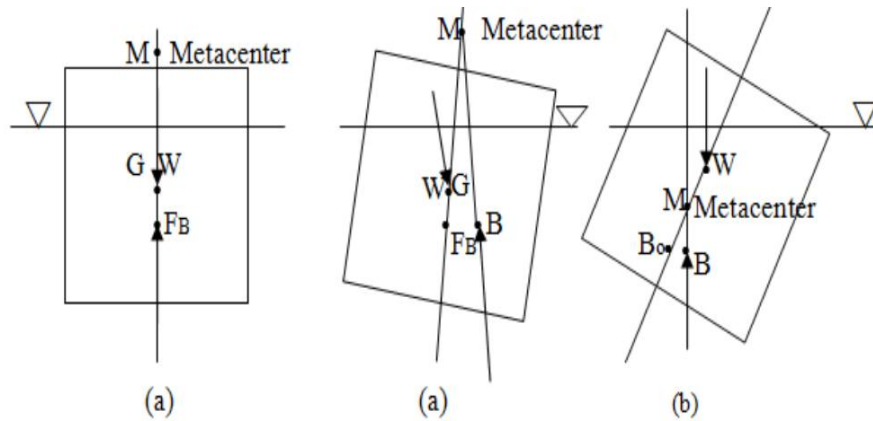 M Metacenter
G W
FB
(a)
M Metacenter
W G
FB B
(a)
W
M Metacenter
Bo B
(b)